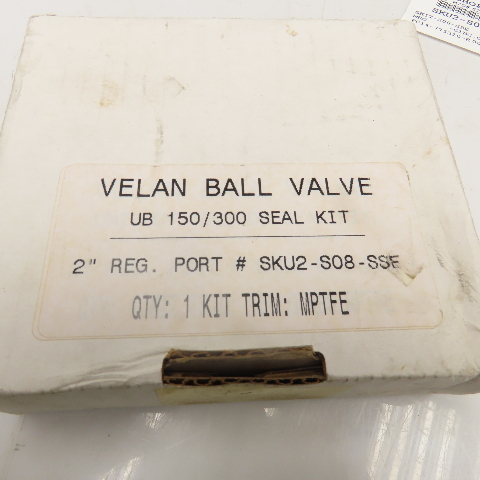 VELAN BALL VALVE
UB 150/300 SEAL KIT
2" REG. PORT # SKU2-S08-SSE
QTY: 1 KIT TRIM: MPTFE